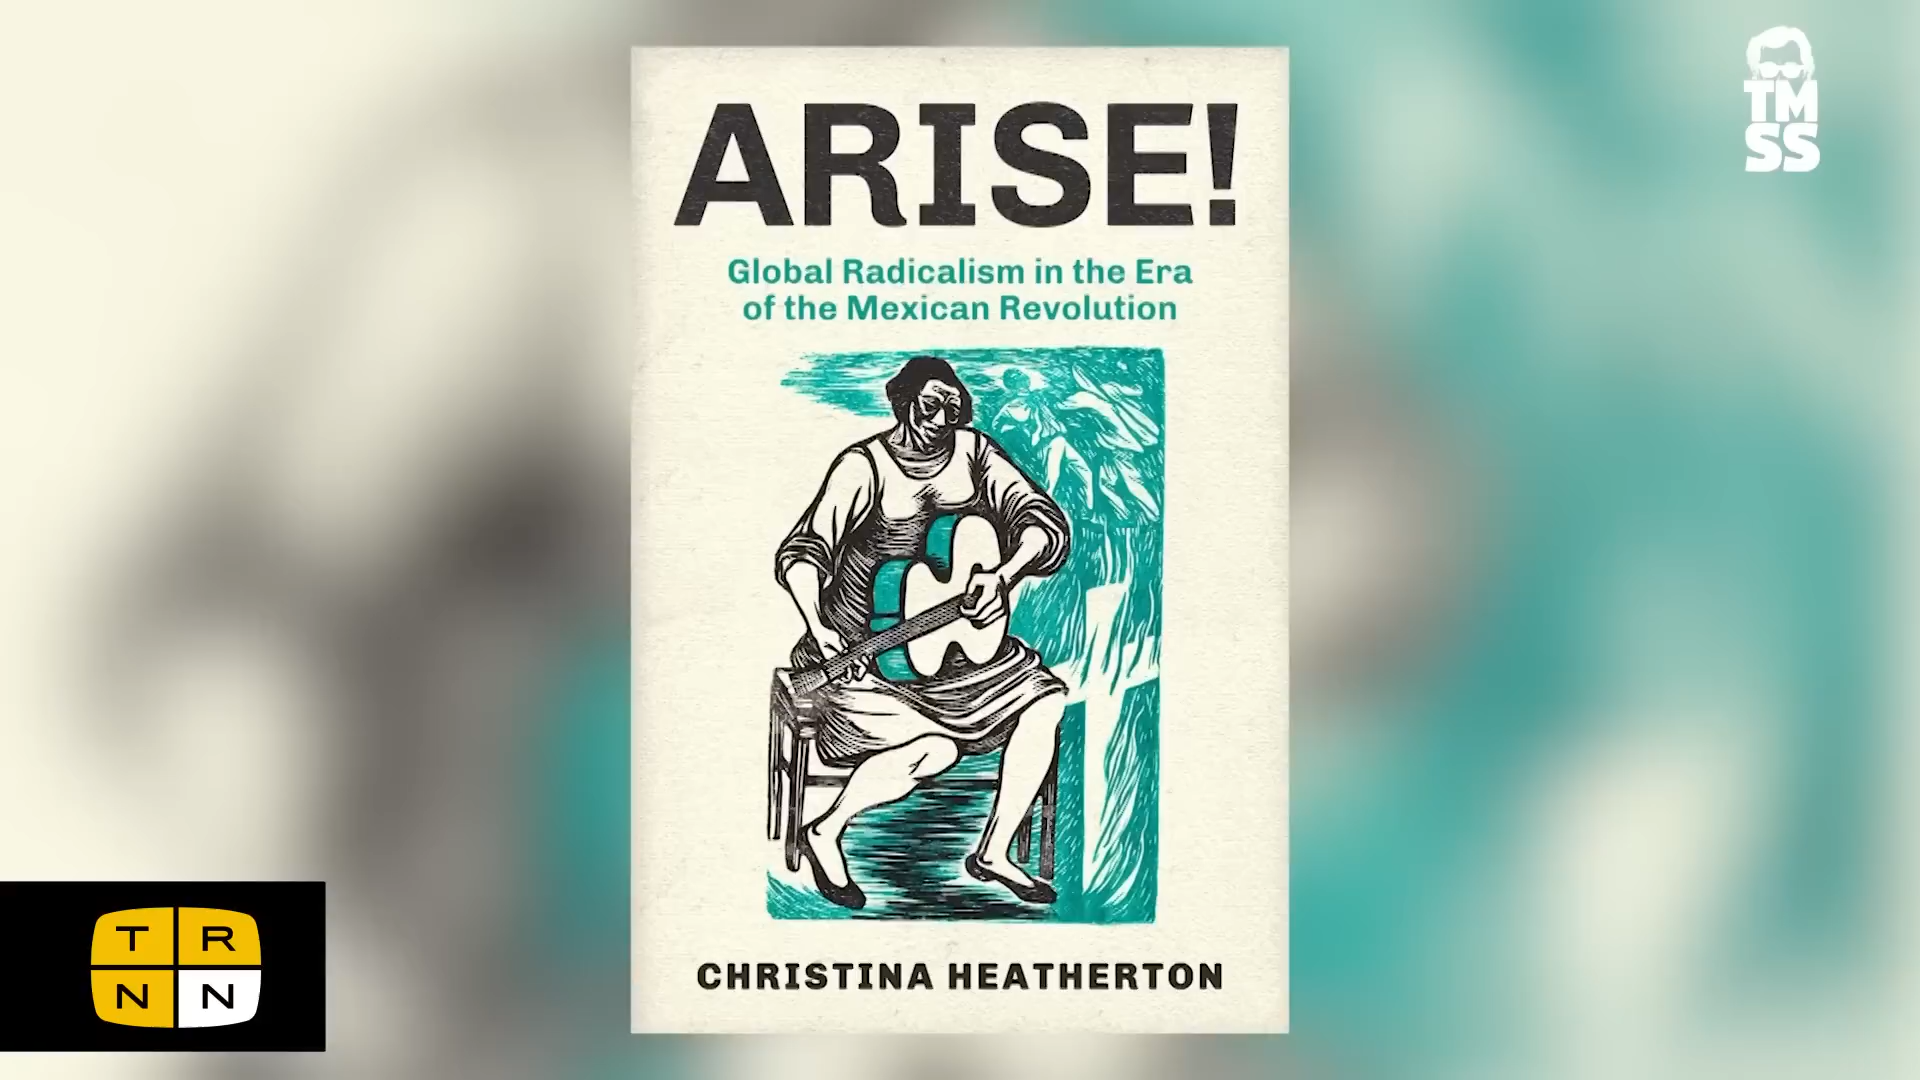 TM
SS
ARISE!
Global Radicalism in the Era
of the Mexican Revolution
CHRISTINA HEATHERTON
T R
N N